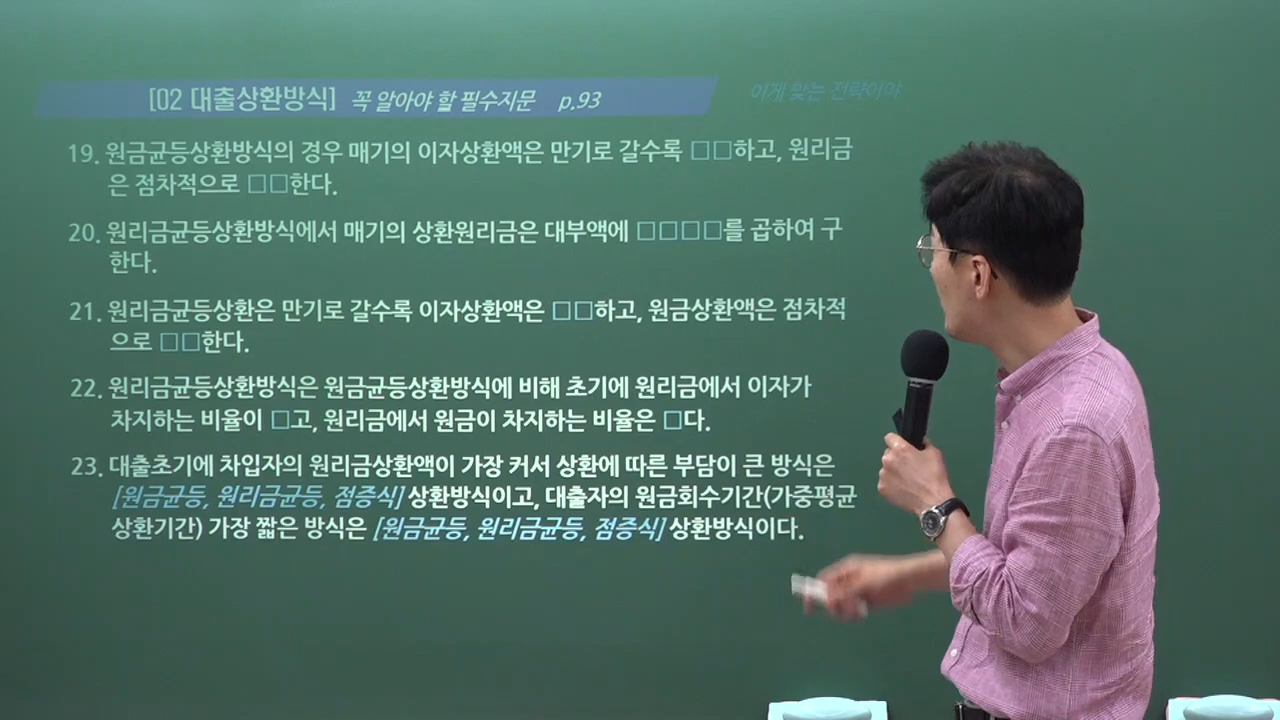 [02 대출상환방식] 꼭 알아야 할 필수지문 p.93
이게 맞는 전략이야
19. 원금균등상환방식의 경우 매기의 이자상환액은 만기로 갈수록 □□하고, 원리금
은 점차적으로 □□한다.
20. 원리금균등상환방식에서 매기의 상환원리금은 대부액에 □□□□를 곱하여 구
한다.
21. 원리금균등상환은 만기로 갈수록 이자상환액은 □□하고, 원금상환액은 점차적
으로 □□한다.
22. 원리금균등상환방식은 원금균등상환방식에 비해 초기에 원리금에서 이자가
차지하는 비율이 □고, 원리금에서 원금이 차지하는 비율은 □다.
23. 대출초기에 차입자의 원리금상환액이 가장 커서 상환에 따른 부담이 큰 방식은
[원금균등, 원리금균등, 점증식] 상환방식이고, 대출자의 원금회수기간(가중평균
상환기간) 가장 짧은 방식은 [원금균등, 원리금균등, 점증식] 상환방식이다.